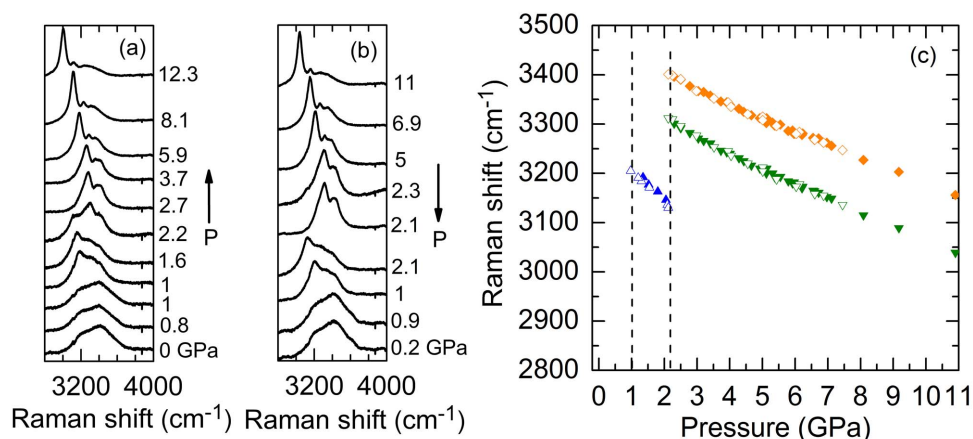 (a)
12.3
8.1
5.9
3.7
2.7
2.2
1.6
1
1
0.8
0 GPa
P
3200 4000
Raman shift (cm-1)
(b)
11
6.9
5
2.3
2.1
2.1
1
0.9
0.2 GPa
P
3200 4000
Raman shift (cm-1)
(c)
3500
3400
3300
3200
3100
3000
2900
2800
Raman shift (cm-1)
0 1 2 3 4 5 6 7 8 9 10 11
Pressure (GPa)